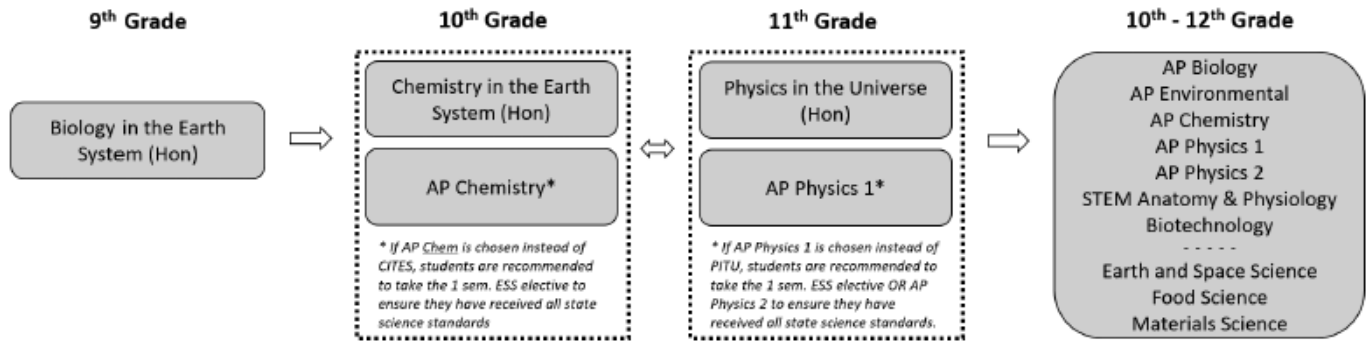 9th Grade
Biology in the Earth
System (Hon)
10th Grade
Chemistry in the Earth
System (Hon)
AP Chemistry*
* If AP Chem is chosen instead of
CITES, students are recommended
to take the 1 sem. ESS elective to
ensure they have received all state
science standards
11th Grade
Physics in the Universe
(Hon)
AP Physics 1*
* If AP Physics 1 is chosen instead of
PITU, students are recommended to
take the 1 sem. ESS elective OR AP
Physics 2 to ensure they have
received all state science standards.
10th - 12th Grade
AP Biology
AP Environmental
AP Chemistry
AP Physics 1
AP Physics 2
STEM Anatomy & Physiology
Biotechnology
- - - - -
Earth and Space Science
Food Science
Materials Science